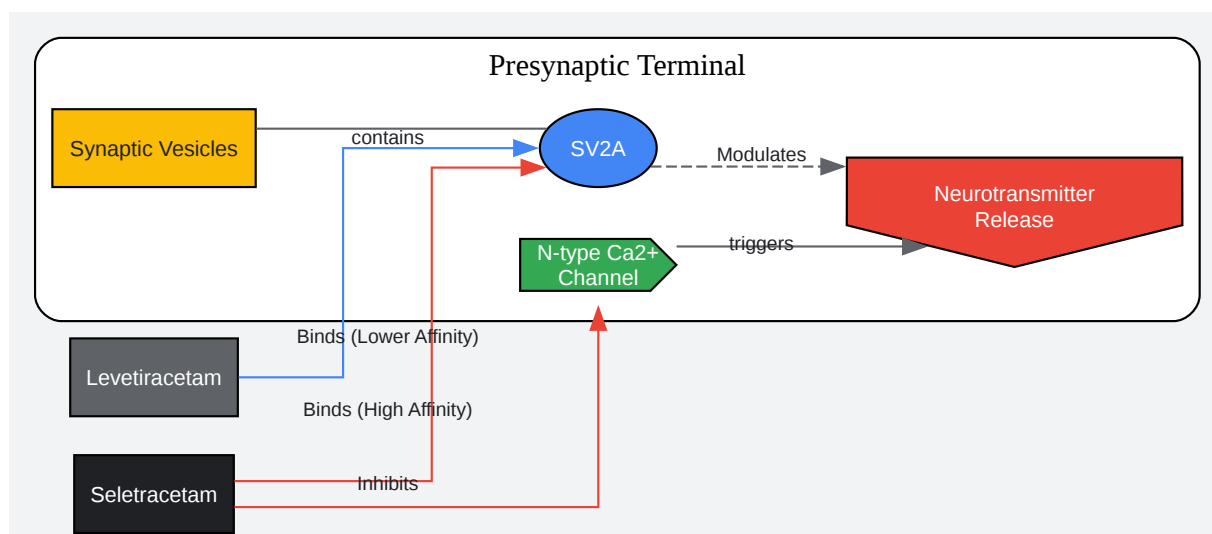 Presynaptic Terminal
Synaptic Vesicles
contains
SV2A
Modulates
Neurotransmitter
Release
N-type Ca2+
Channel
triggers
Binds (Lower Affinity)
Levetiracetam
Binds (High Affinity)
Inhibits
Seletracetam